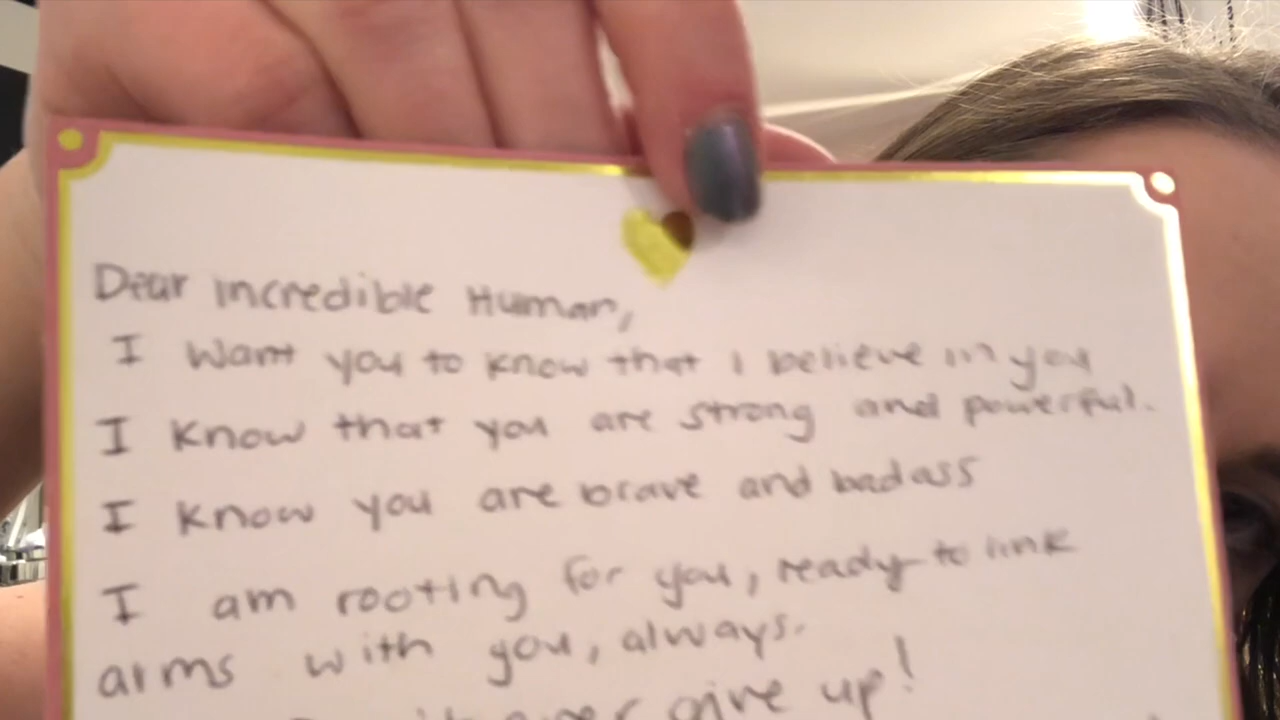 Dear Incredible Human,
I want you to know that I believe in you
I know that you are strong and powerful.
I know you are brave and badass
I am rooting for you, ready to link
arms with you, always.
ever give up!